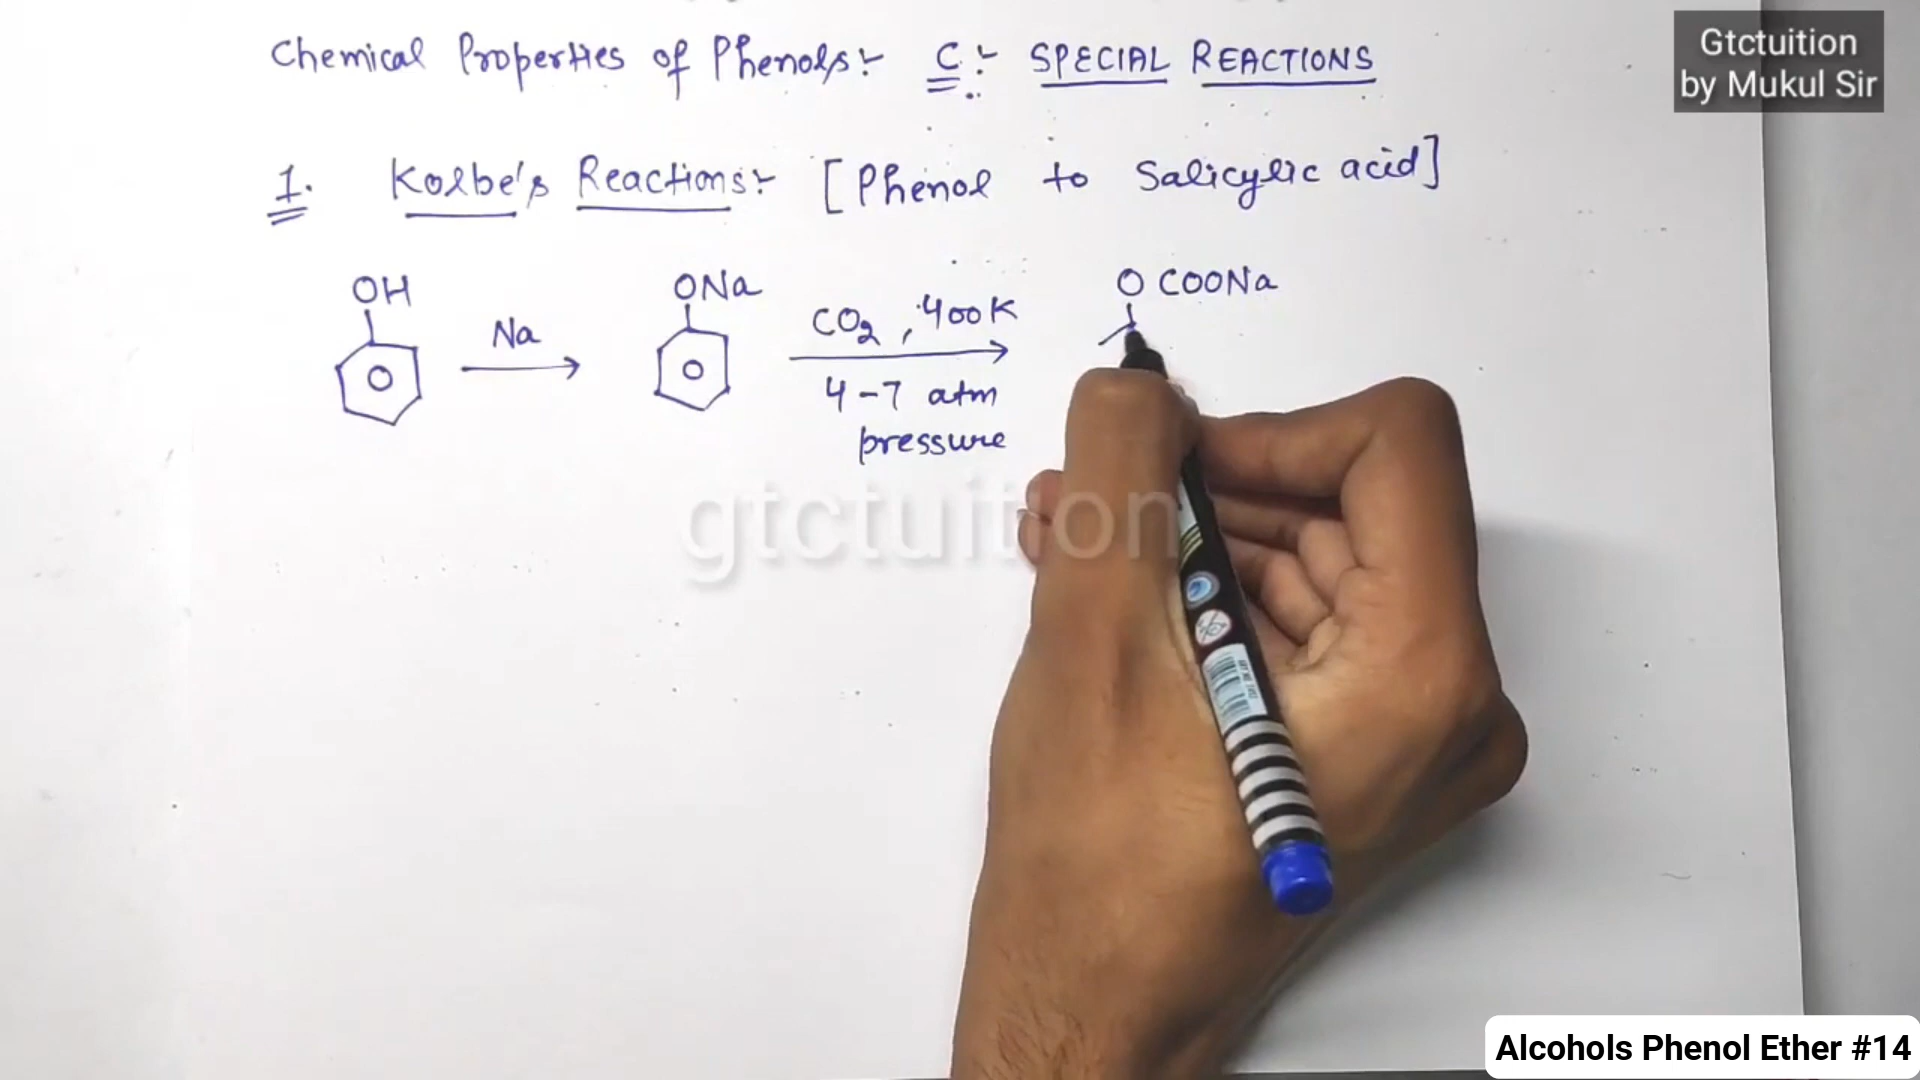 Chemical Properties of Phenols:- C:- SPECIAL REACTIONS
Gtctuition
by Mukul Sir
1. Kolbe's Reactions:- [Phenol to Salicylic acid]
OH
Na
ONa
CO2, 400K
4-7 atm
pressure
O COONa
gtctuition
Alcohols Phenol Ether #14